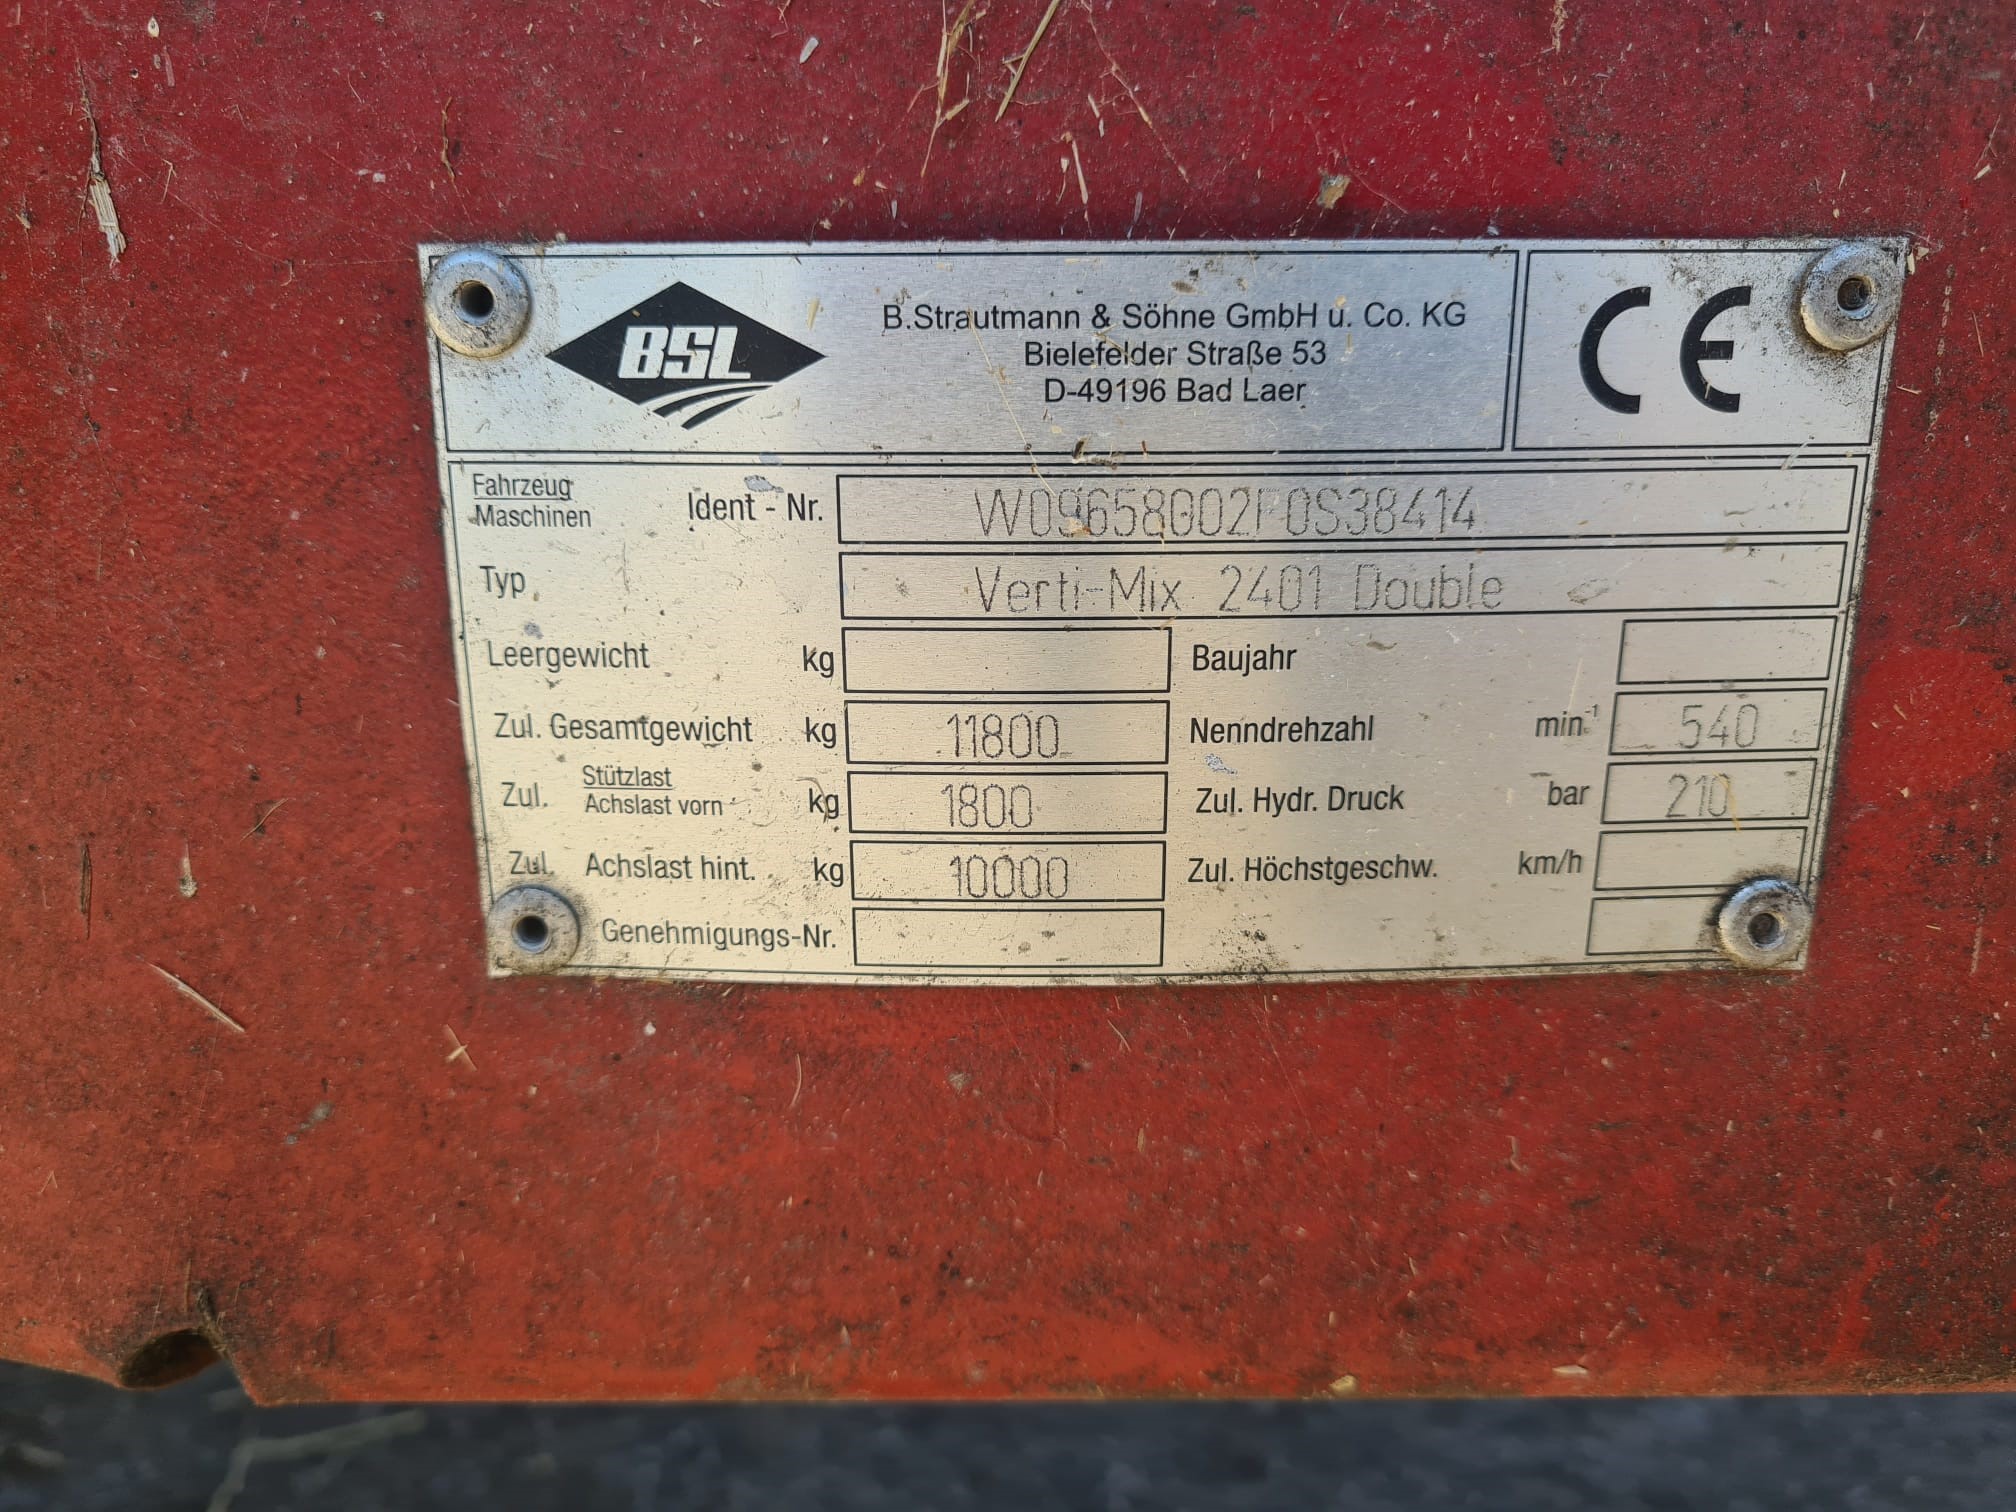 BSL
B.Strautmann & Söhne GmbH u. Co. KG
Bielefelder Straße 53
D-49196 Bad Laer
CE
Fahrzeug
Maschinen
Ident - Nr. W09658002P0S38414
Typ Verti-Mix 2401 Double
Leergewicht kg Baujahr
Zul. Gesamtgewicht kg 11800 Nenndrehzahl min⁻¹ 540
Zul. Stützlast
Achslast vorn kg 1800 Zul. Hydr. Druck bar 210
Zul. Achslast hint. kg 10000 Zul. Höchstgeschw. km/h
Genehmigungs-Nr.